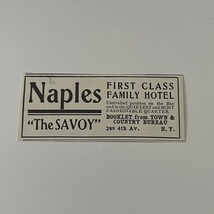 Naples
"The SAVOY"
FIRST CLASS
FAMILY HOTEL
Unrivalled position on the Bay
and in the QUIETEST and MOST
FASHIONABLE QUARTER.
BOOKLET from TOWN &
COUNTRY BUREAU
289 4th Av. N.Y.